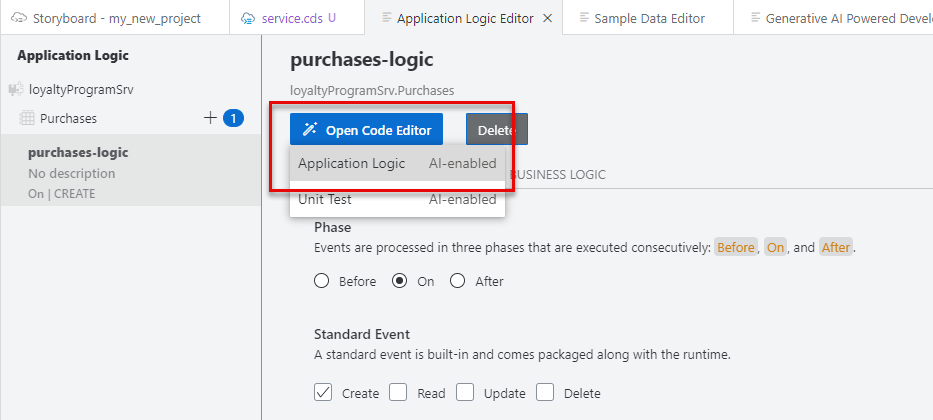 Storyboard - my_new_project
service.cds U
Application Logic Editor
Sample Data Editor
Generative AI Powered Devel
Application Logic
loyaltyProgramSrv
Purchases
1
purchases-logic
No description
On | CREATE
purchases-logic
loyaltyProgramSrv.Purchases
Open Code Editor
Delete
Application Logic AI-enabled
BUSINESS LOGIC
Unit Test AI-enabled
Phase
Events are processed in three phases that are executed consecutively: Before, On, and After.
Before On After
Standard Event
A standard event is built-in and comes packaged along with the runtime.
Create Read Update Delete